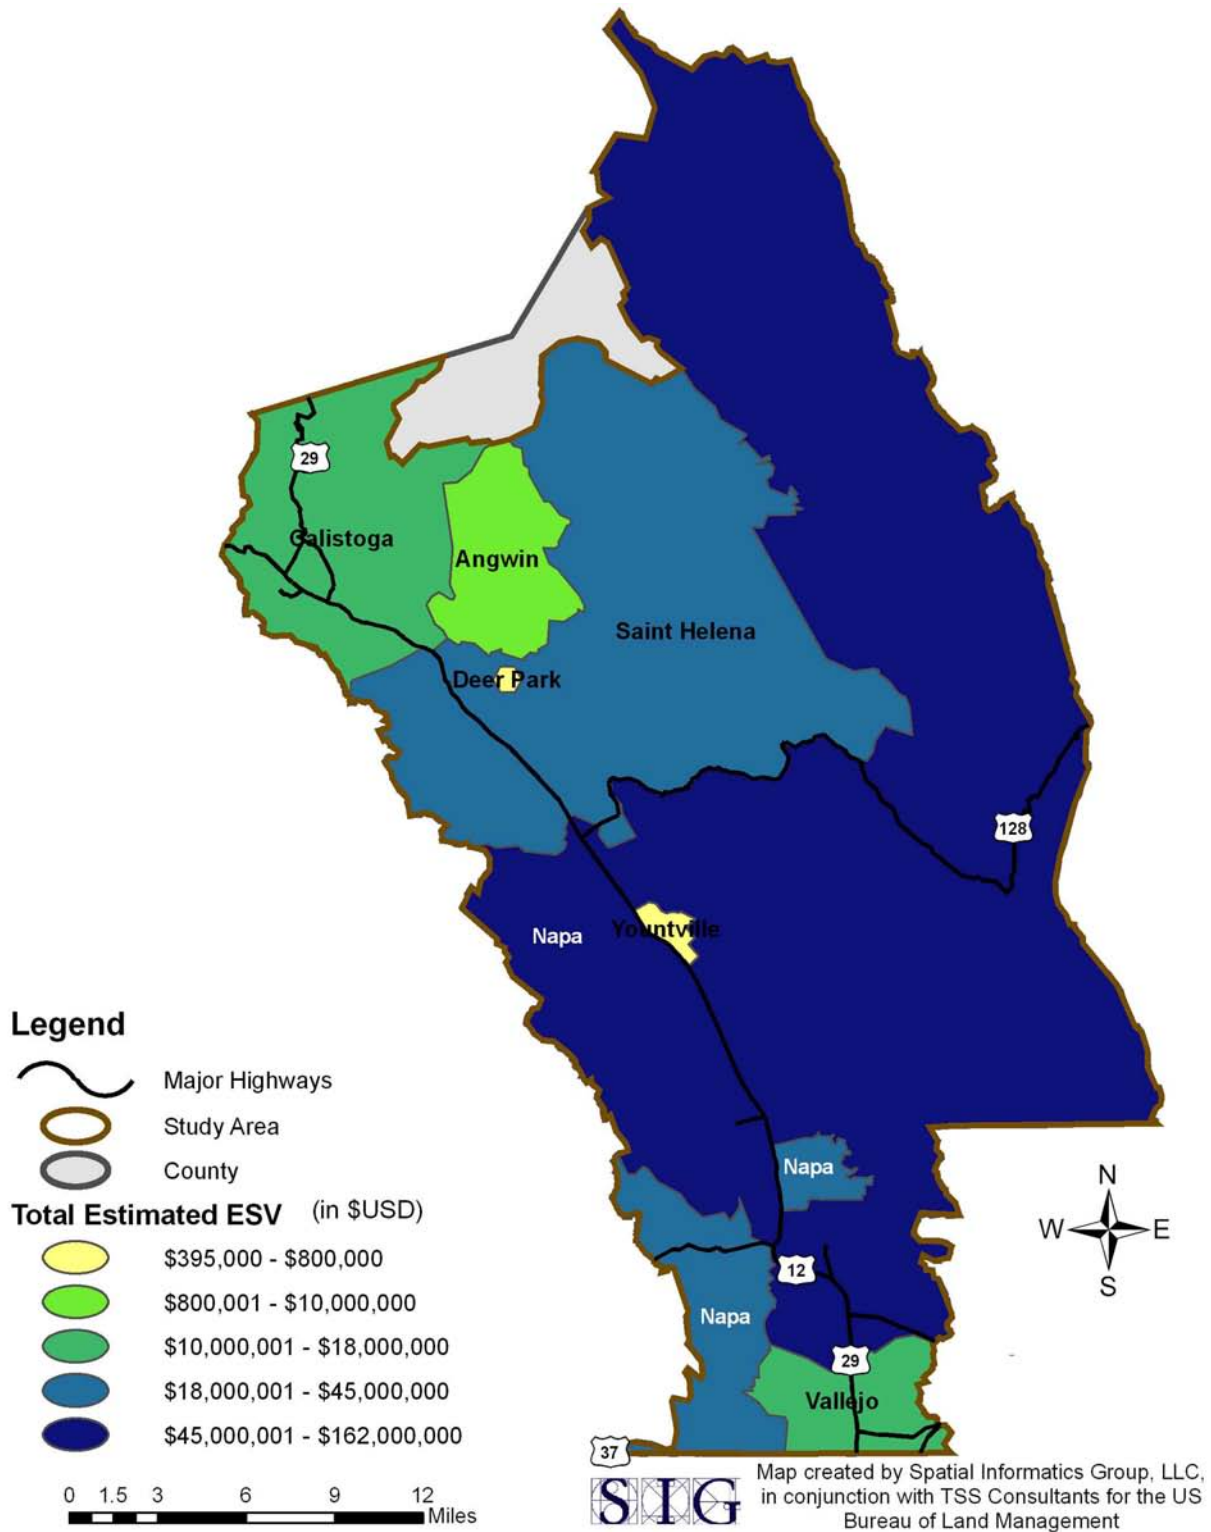 29
Calistoga
Angwin
Saint Helena
Deer Park
128
Napa
Yountville
Legend
Major Highways
Study Area
County
Total Estimated ESV (in $USD)
$395,000 - $800,000
$800,001 - $10,000,000
$10,000,001 - $18,000,000
$18,000,001 - $45,000,000
$45,000,001 - $162,000,000
Napa
N
W E
S
12
Napa
29
Vallejo
37
0 1.5 3 6 9 12
Miles
SIG
Map created by Spatial Informatics Group, LLC,
in conjunction with TSS Consultants for the US
Bureau of Land Management